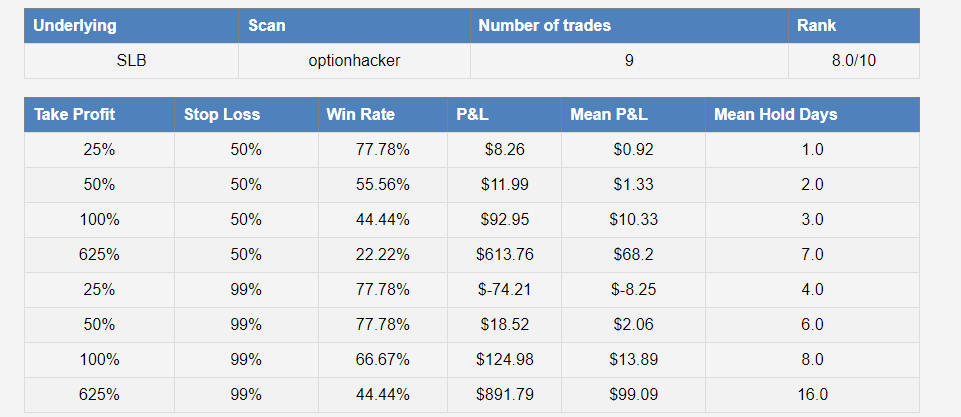 Underlying Scan Number of trades Rank
SLB optionhacker 9 8.0/10
Take Profit Stop Loss Win Rate P&L Mean P&L Mean Hold Days
25% 50% 77.78% $8.26 $0.92 1.0
50% 50% 55.56% $11.99 $1.33 2.0
100% 50% 44.44% $92.95 $10.33 3.0
625% 50% 22.22% $613.76 $68.2 7.0
25% 99% 77.78% $-74.21 $-8.25 4.0
50% 99% 77.78% $18.52 $2.06 6.0
100% 99% 66.67% $124.98 $13.89 8.0
625% 99% 44.44% $891.79 $99.09 16.0